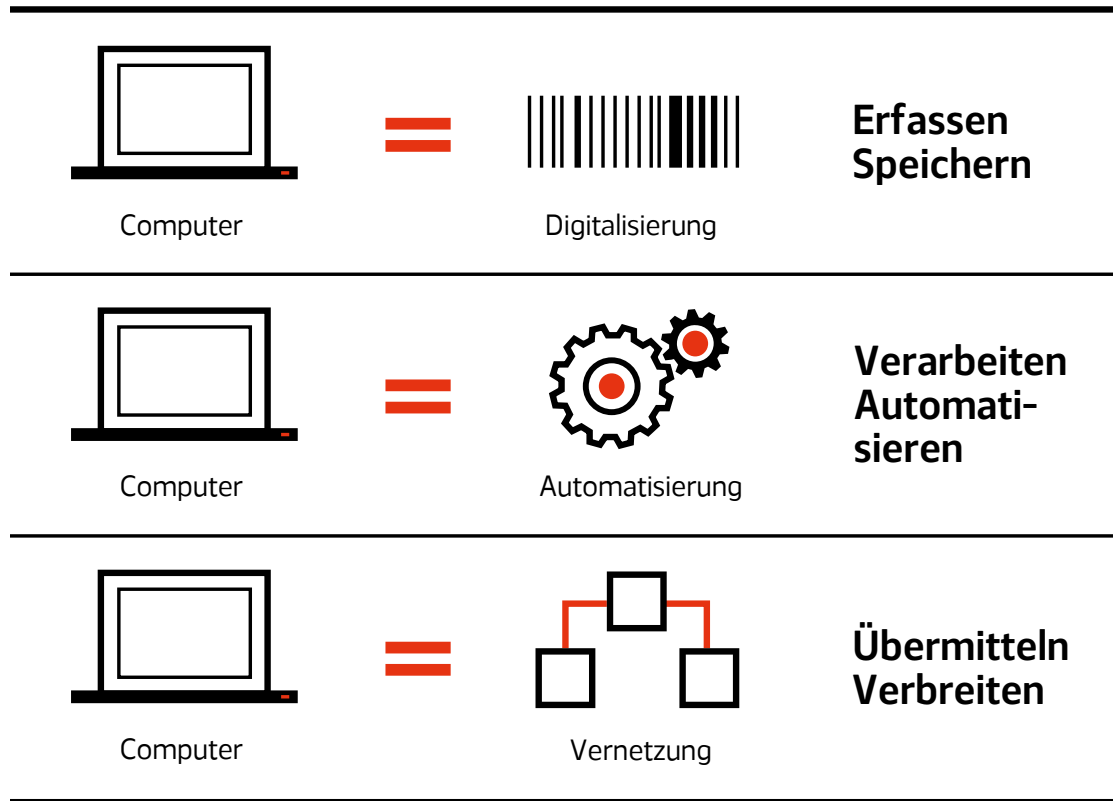 Computer
=
Digitalisierung
Erfassen
Speichern
Computer
=
Automatisierung
Verarbeiten
Automati-
sieren
Computer
=
Vernetzung
Übermitteln
Verbreiten